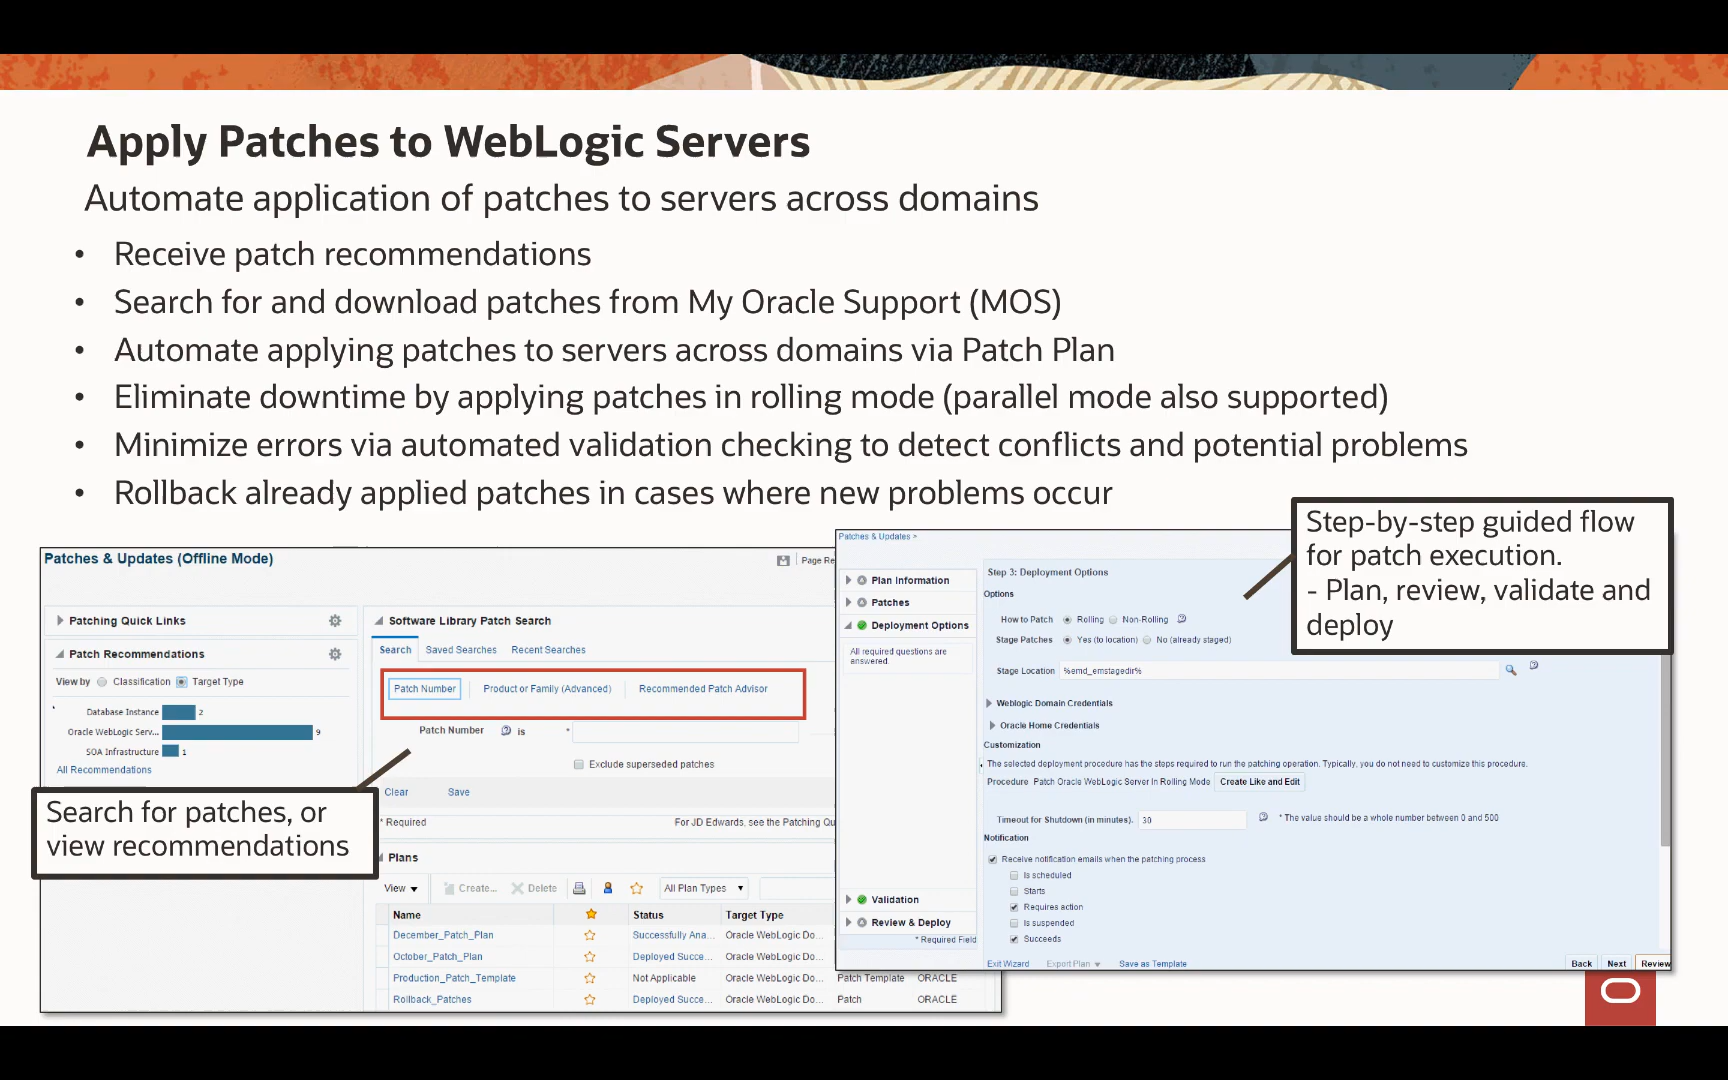 Apply Patches to WebLogic Servers
Automate application of patches to servers across domains
• Receive patch recommendations
• Search for and download patches from My Oracle Support (MOS)
• Automate applying patches to servers across domains via Patch Plan
• Eliminate downtime by applying patches in rolling mode (parallel mode also supported)
• Minimize errors via automated validation checking to detect conflicts and potential problems
• Rollback already applied patches in cases where new problems occur
Patches & Updates (Offline Mode)
Page Re
Patching Quick Links
Patch Recommendations
View by Classification Target Type
Database Instance 2
Oracle WebLogic Serv... 9
SOA Infrastructure 1
All Recommendations
Search for patches, or
view recommendations
Software Library Patch Search
Search Saved Searches Recent Searches
Patch Number Product or Family (Advanced) Recommended Patch Advisor
Patch Number is *
Exclude superseded patches
Clear Save
* Required For JD Edwards, see the Patching Qu
Plans
View Create... Delete All Plan Types
Name Status Target Type
December_Patch_Plan Successfully Ana... Oracle WebLogic Do...
October_Patch_Plan Deployed Succe... Oracle WebLogic Do...
Production_Patch_Template Not Applicable Oracle WebLogic Do... Patch Template ORACLE
Rollback_Patches Deployed Succe... Oracle WebLogic Do... Patch ORACLE
Patches & Updates >
Plan Information
Patches
Deployment Options
All required questions are
answered.
Validation
Review & Deploy
* Required Field
Step 3: Deployment Options
Options
How to Patch Rolling Non-Rolling
Stage Patches Yes (to location) No (already staged)
Stage Location %emd_emstagedir%
Weblogic Domain Credentials
Oracle Home Credentials
Customization
The selected deployment procedure has the steps required to run the patching operation. Typically, you do not need to customize this procedure.
Procedure Patch Oracle WebLogic Server In Rolling Mode Create Like and Edit
Timeout for Shutdown (in minutes). 30 * The value should be a whole number between 0 and 500
Notification
Receive notification emails when the patching process
Is scheduled
Starts
Requires action
Is suspended
Succeeds
Exit Wizard Export Plan Save as Template Back Next Review
Step-by-step guided flow
for patch execution.
- Plan, review, validate and
deploy